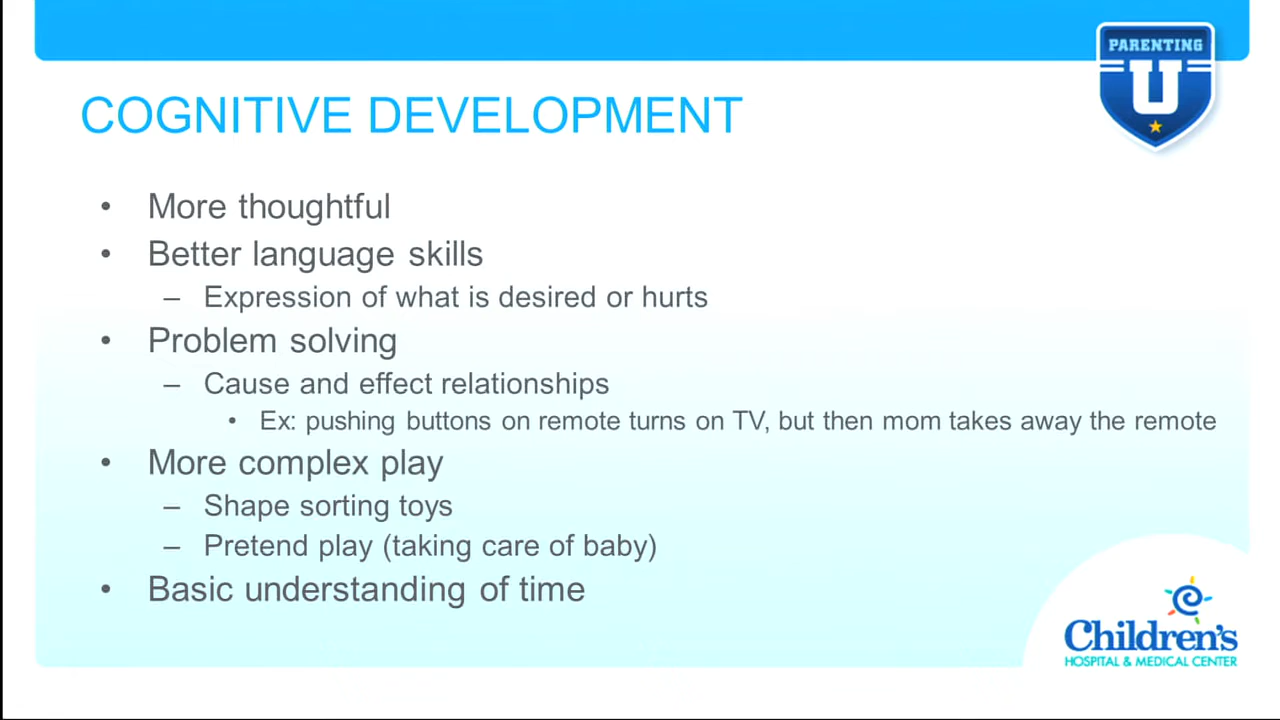 PARENTING
U
COGNITIVE DEVELOPMENT
• More thoughtful
• Better language skills
– Expression of what is desired or hurts
• Problem solving
– Cause and effect relationships
• Ex: pushing buttons on remote turns on TV, but then mom takes away the remote
• More complex play
– Shape sorting toys
– Pretend play (taking care of baby)
• Basic understanding of time
Children's
HOSPITAL & MEDICAL CENTER